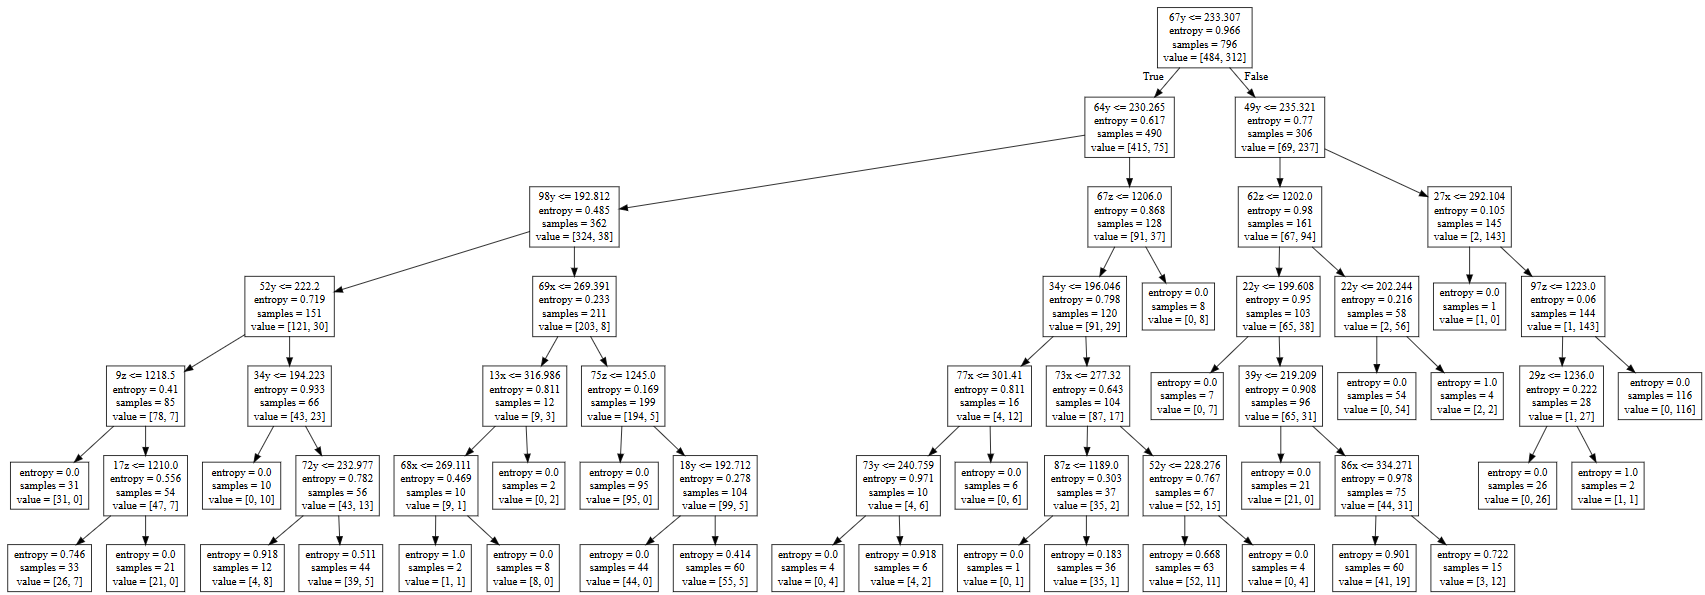 67y <= 233.307
entropy = 0.966
samples = 796
value = [484, 312]
True
False
64y <= 230.265
entropy = 0.617
samples = 490
value = [415, 75]
49y <= 235.321
entropy = 0.77
samples = 306
value = [69, 237]
98y <= 192.812
entropy = 0.485
samples = 362
value = [324, 38]
67z <= 1206.0
entropy = 0.868
samples = 128
value = [91, 37]
62z <= 1202.0
entropy = 0.98
samples = 161
value = [67, 94]
27x <= 292.104
entropy = 0.105
samples = 145
value = [2, 143]
52y <= 222.2
entropy = 0.719
samples = 151
value = [121, 30]
69x <= 269.391
entropy = 0.233
samples = 211
value = [203, 8]
34y <= 196.046
entropy = 0.798
samples = 120
value = [91, 29]
entropy = 0.0
samples = 8
value = [0, 8]
22y <= 199.608
entropy = 0.95
samples = 103
value = [65, 38]
22y <= 202.244
entropy = 0.216
samples = 58
value = [2, 56]
entropy = 0.0
samples = 1
value = [1, 0]
97z <= 1223.0
entropy = 0.06
samples = 144
value = [1, 143]
9z <= 1218.5
entropy = 0.41
samples = 85
value = [78, 7]
34y <= 194.223
entropy = 0.933
samples = 66
value = [43, 23]
13x <= 316.986
entropy = 0.811
samples = 12
value = [9, 3]
75z <= 1245.0
entropy = 0.169
samples = 199
value = [194, 5]
77x <= 301.41
entropy = 0.811
samples = 16
value = [4, 12]
73x <= 277.32
entropy = 0.643
samples = 104
value = [87, 17]
entropy = 0.0
samples = 7
value = [0, 7]
39y <= 219.209
entropy = 0.908
samples = 96
value = [65, 31]
entropy = 0.0
samples = 54
value = [0, 54]
entropy = 1.0
samples = 4
value = [2, 2]
29z <= 1236.0
entropy = 0.222
samples = 28
value = [1, 27]
entropy = 0.0
samples = 116
value = [0, 116]
entropy = 0.0
samples = 31
value = [31, 0]
17z <= 1210.0
entropy = 0.556
samples = 54
value = [47, 7]
entropy = 0.0
samples = 10
value = [0, 10]
72y <= 232.977
entropy = 0.782
samples = 56
value = [43, 13]
68x <= 269.111
entropy = 0.469
samples = 10
value = [9, 1]
entropy = 0.0
samples = 2
value = [0, 2]
entropy = 0.0
samples = 95
value = [95, 0]
18y <= 192.712
entropy = 0.278
samples = 104
value = [99, 5]
73y <= 240.759
entropy = 0.971
samples = 10
value = [4, 6]
entropy = 0.0
samples = 6
value = [0, 6]
87z <= 1189.0
entropy = 0.303
samples = 37
value = [35, 2]
52y <= 228.276
entropy = 0.767
samples = 67
value = [52, 15]
entropy = 0.0
samples = 21
value = [21, 0]
86x <= 334.271
entropy = 0.978
samples = 75
value = [44, 31]
entropy = 0.0
samples = 26
value = [0, 26]
entropy = 1.0
samples = 2
value = [1, 1]
entropy = 0.746
samples = 33
value = [26, 7]
entropy = 0.0
samples = 21
value = [21, 0]
entropy = 0.918
samples = 12
value = [4, 8]
entropy = 0.511
samples = 44
value = [39, 5]
entropy = 1.0
samples = 2
value = [1, 1]
entropy = 0.0
samples = 8
value = [8, 0]
entropy = 0.0
samples = 44
value = [44, 0]
entropy = 0.414
samples = 60
value = [55, 5]
entropy = 0.0
samples = 4
value = [0, 4]
entropy = 0.918
samples = 6
value = [4, 2]
entropy = 0.0
samples = 1
value = [0, 1]
entropy = 0.183
samples = 36
value = [35, 1]
entropy = 0.668
samples = 63
value = [52, 11]
entropy = 0.0
samples = 4
value = [0, 4]
entropy = 0.901
samples = 60
value = [41, 19]
entropy = 0.722
samples = 15
value = [3, 12]